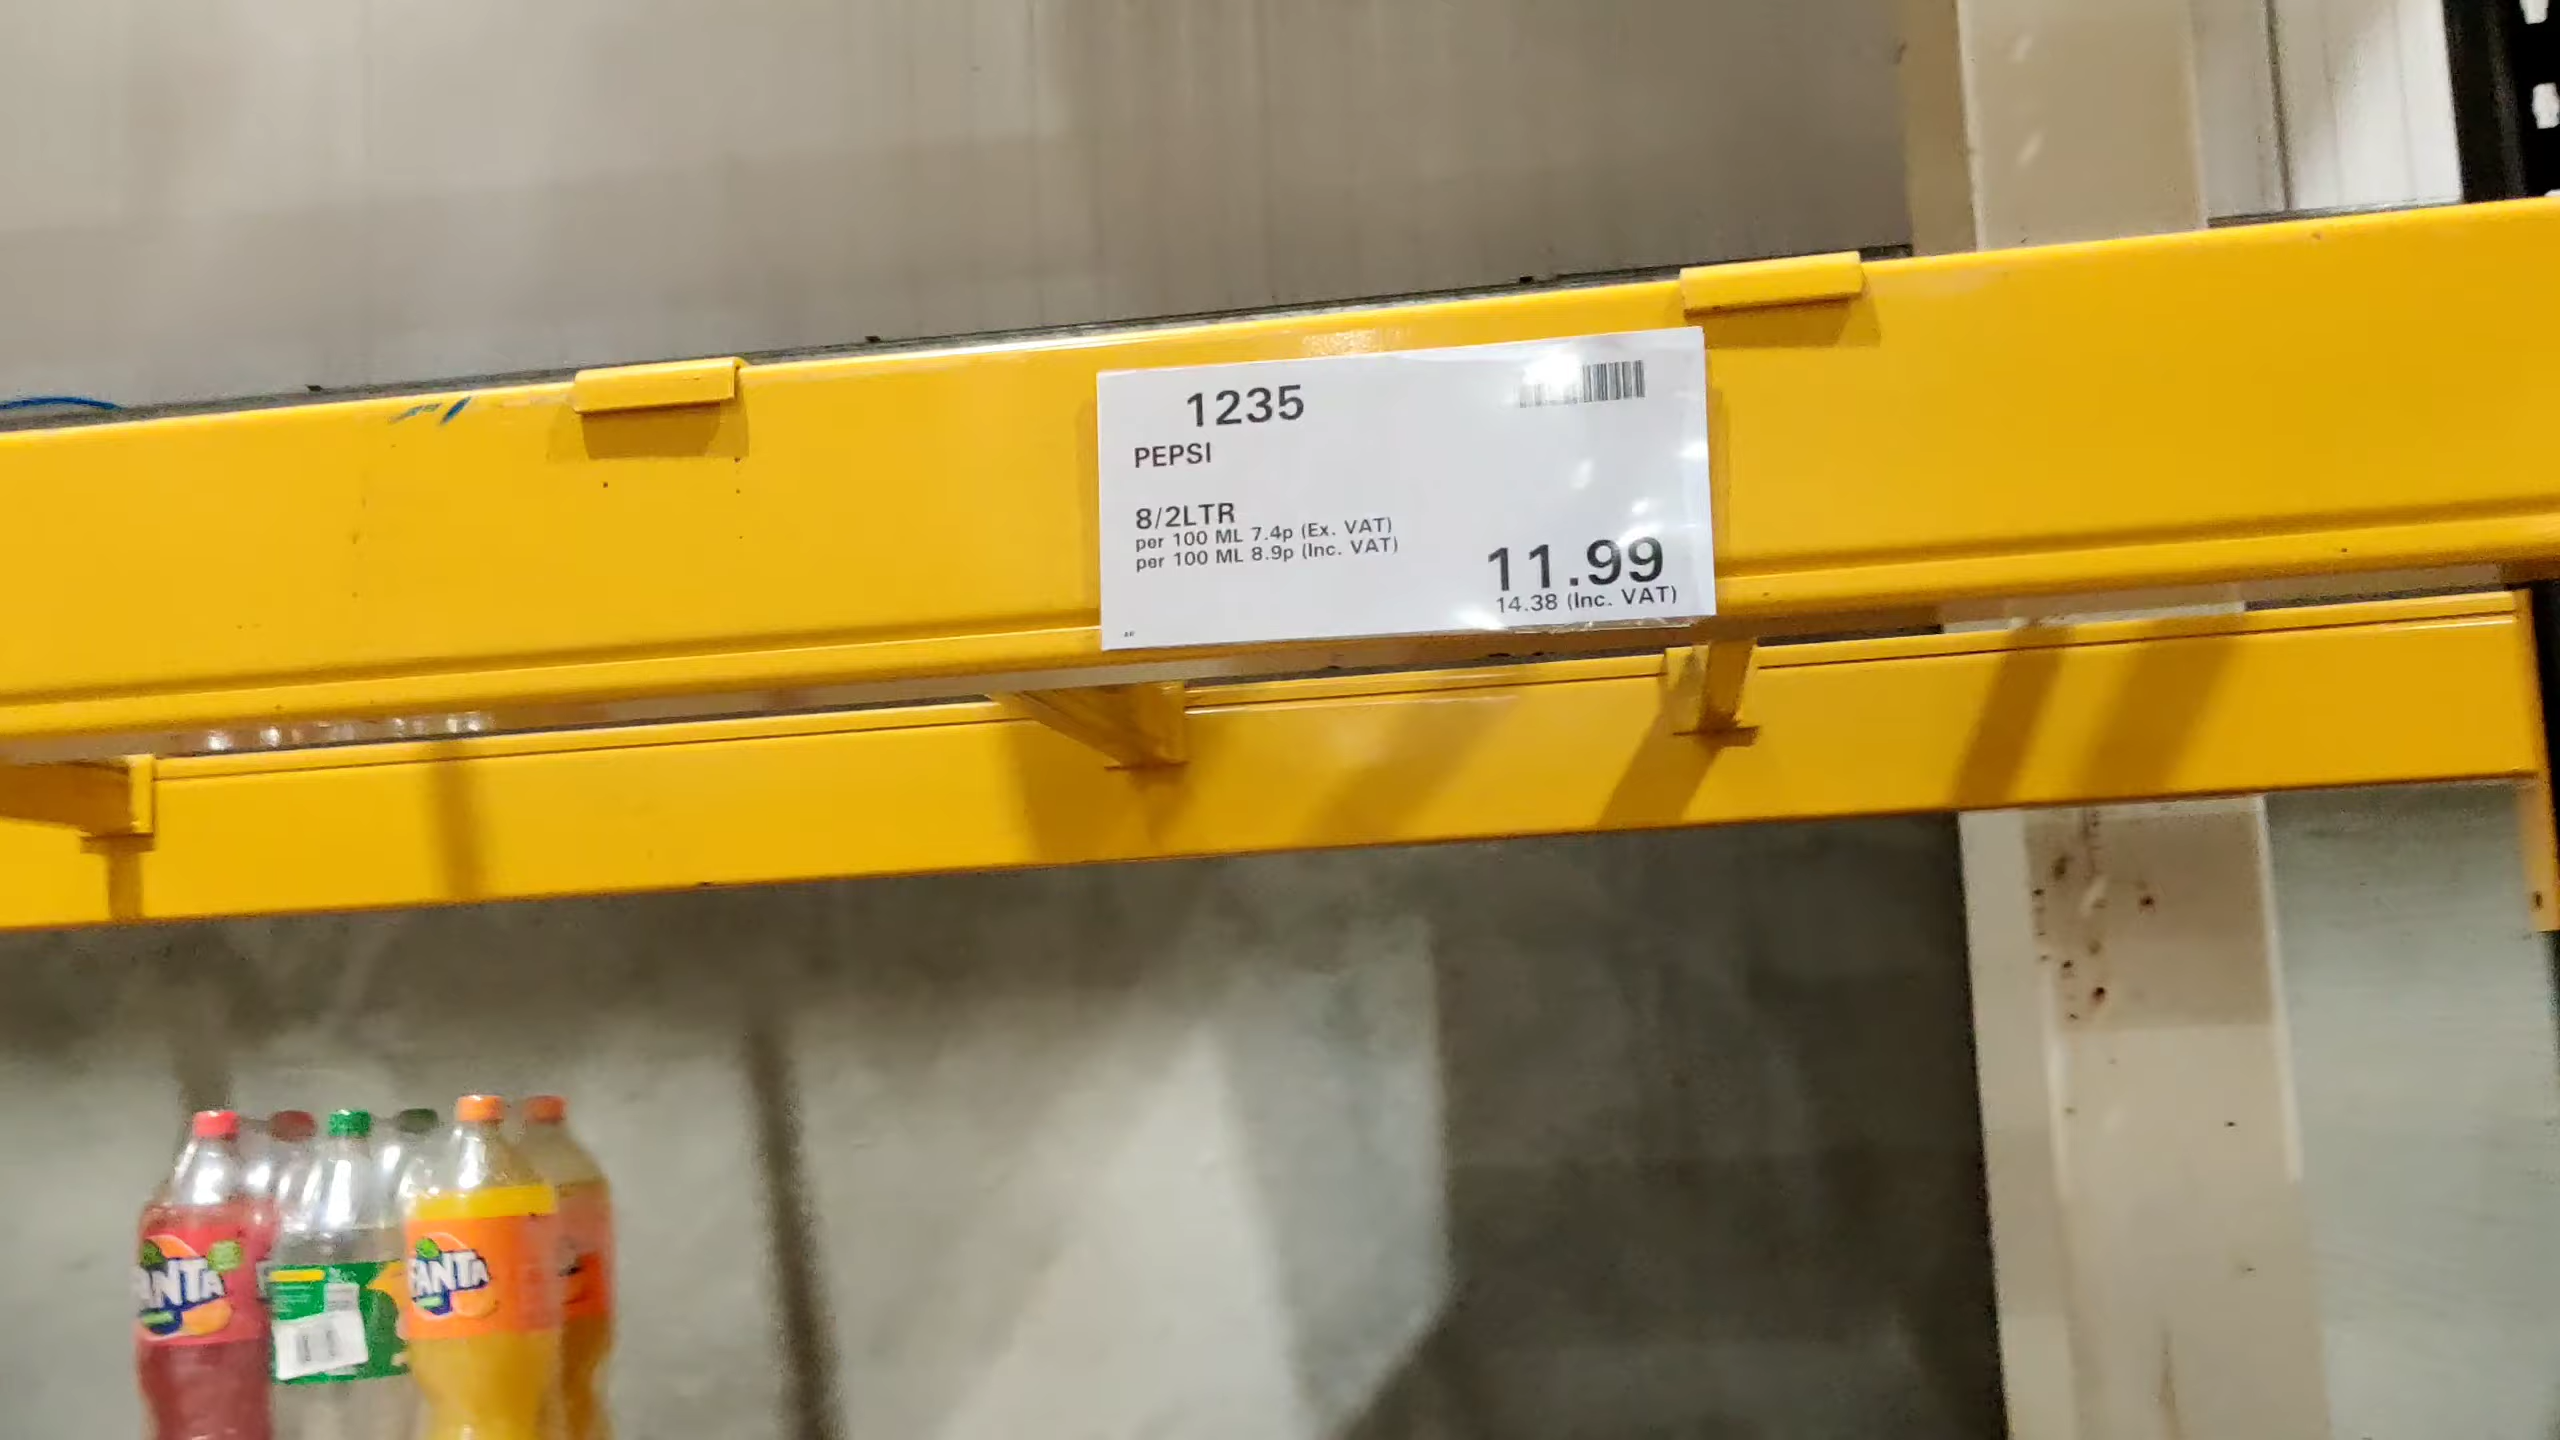 1235
PEPSI
8/2LTR
per 100 ML 7.4p (Ex. VAT)
per 100 ML 8.9p (Inc. VAT)
11.99
14.38 (Inc. VAT)
FANTA
FANTA